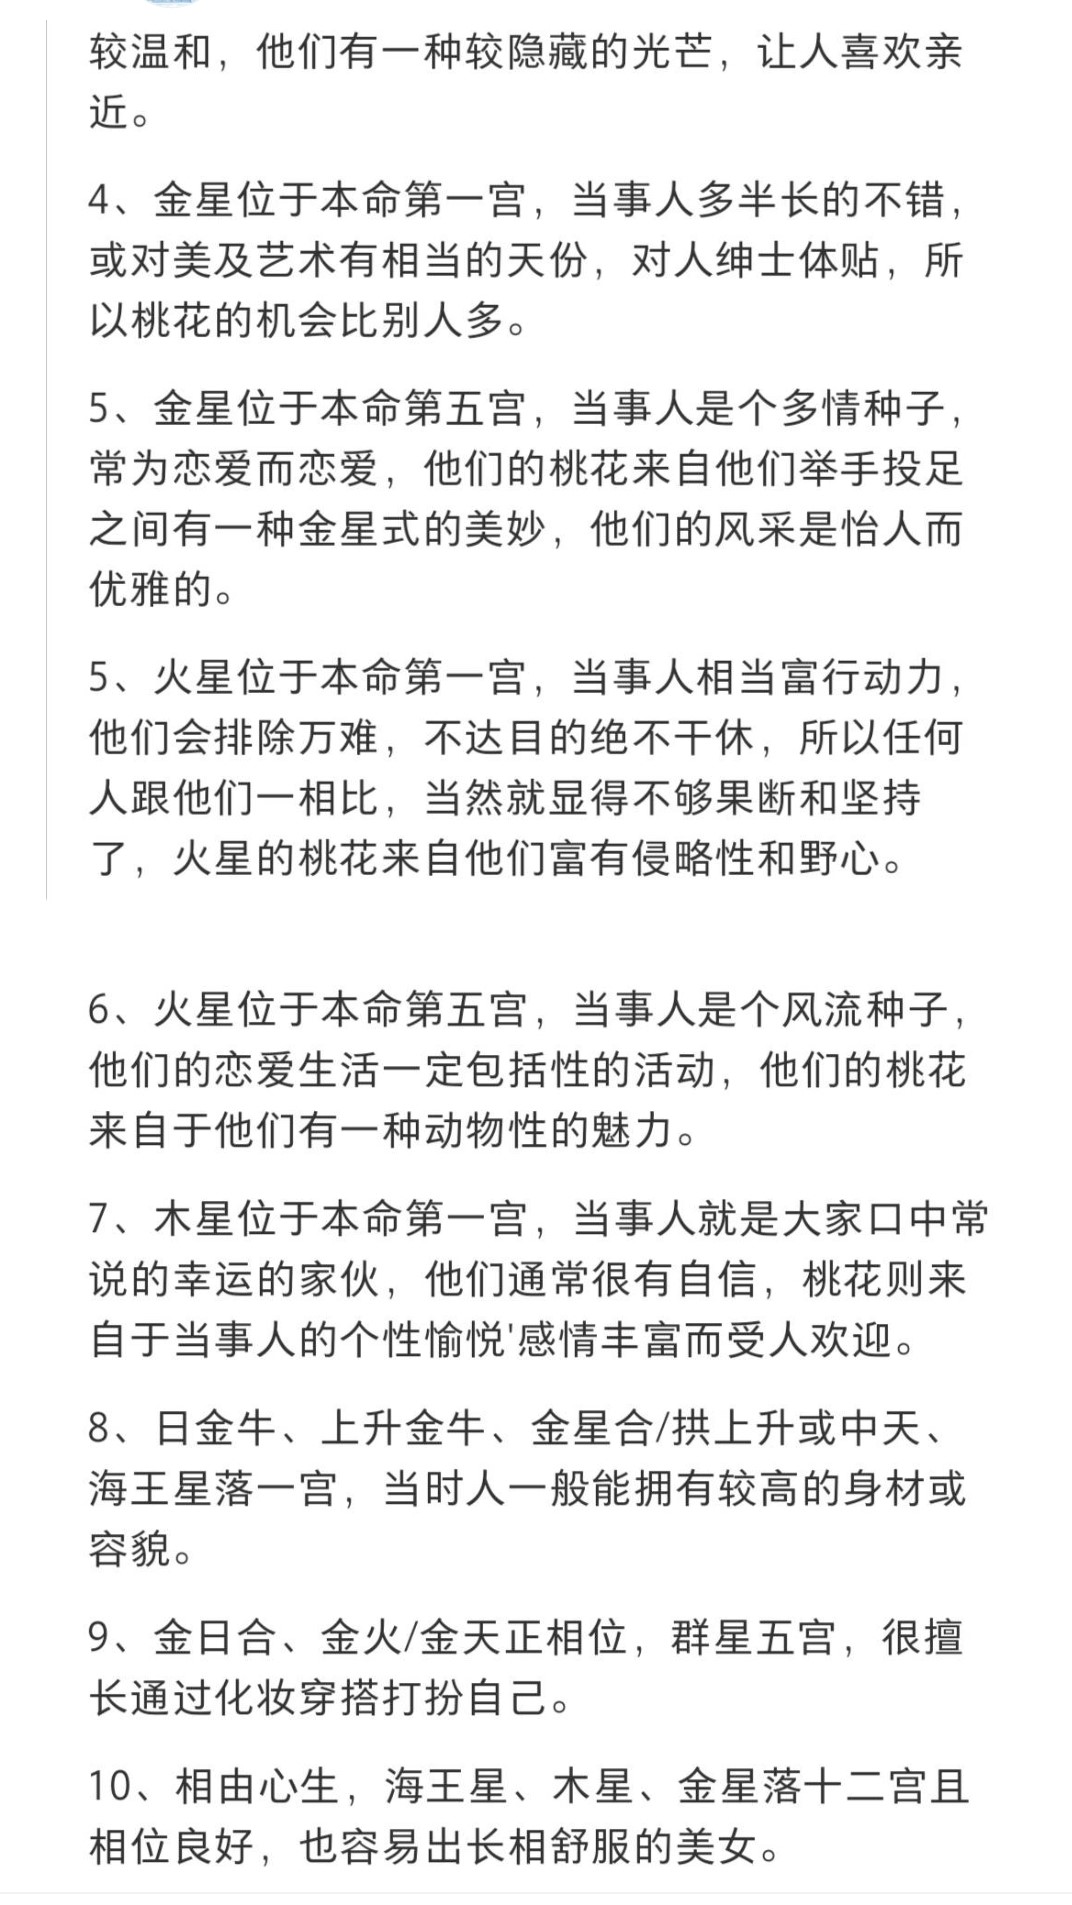 较温和，他们有一种较隐藏的光芒，让人喜欢亲
近。
4、金星位于本命第一宫，当事人多半长的不错，
或对美及艺术有相当的天份，对人绅士体贴，所
以桃花的机会比别人多。
5、金星位于本命第五宫，当事人是个多情种子，
常为恋爱而恋爱，他们的桃花来自他们举手投足
之间有一种金星式的美妙，他们的风采是怡人而
优雅的。
5、火星位于本命第一宫，当事人相当富行动力，
他们会排除万难，不达目的绝不干休，所以任何
人跟他们一相比，当然就显得不够果断和坚持
了，火星的桃花来自他们富有侵略性和野心。
6、火星位于本命第五宫，当事人是个风流种子，
他们的恋爱生活一定包括性的活动，他们的桃花
来自于他们有一种动物性的魅力。
7、木星位于本命第一宫，当事人就是大家口中常
说的幸运的家伙，他们通常很有自信，桃花则来
自于当事人的个性愉悦'感情丰富而受人欢迎。
8、日金牛、上升金牛、金星合/拱上升或中天、
海王星落一宫，当时人一般能拥有较高的身材或
容貌。
9、金日合、金火/金天正相位，群星五宫，很擅
长通过化妆穿搭打扮自己。
10、相由心生，海王星、木星、金星落十二宫且
相位良好，也容易出长相舒服的美女。